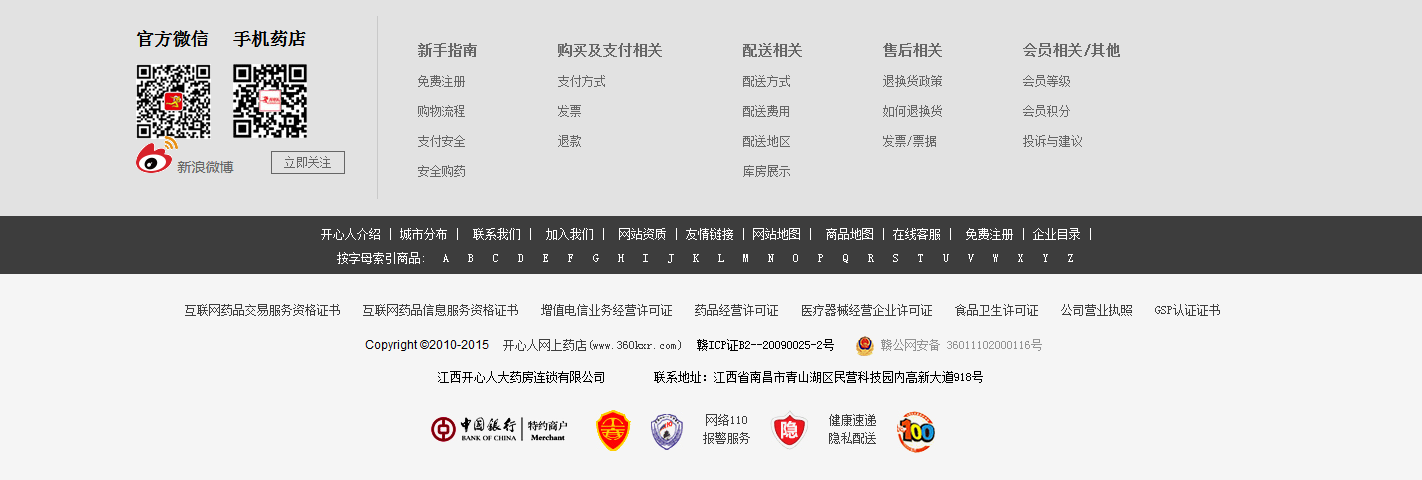 官方微信 手机药店
新浪微博 立即关注
新手指南 购买及支付相关 配送相关 售后相关 会员相关/其他
免费注册 支付方式 配送方式 退换货政策 会员等级
购物流程 发票 配送费用 如何退换货 会员积分
支付安全 退款 配送地区 发票/票据 投诉与建议
安全购药 库房展示
开心人介绍 | 城市分布 | 联系我们 | 加入我们 | 网站资质 | 友情链接 | 网站地图 | 商品地图 | 在线客服 | 免费注册 | 企业目录 |
按字母索引商品: A B C D E F G H I J K L M N O P Q R S T U V W X Y Z
互联网药品交易服务资格证书 互联网药品信息服务资格证书 增值电信业务经营许可证 药品经营许可证 医疗器械经营企业许可证 食品卫生许可证 公司营业执照 GSP认证证书
Copyright ©2010-2015 开心人网上药店(www.360kxr.com) 赣ICP证B2--20090025-2号 赣公网安备 36011102000116号
江西开心人大药房连锁有限公司 联系地址：江西省南昌市青山湖区民营科技园内高新大道918号
中国银行 BANK OF CHINA 特约商户 Merchant
网络110
报警服务
隐
健康速递
隐私配送
100